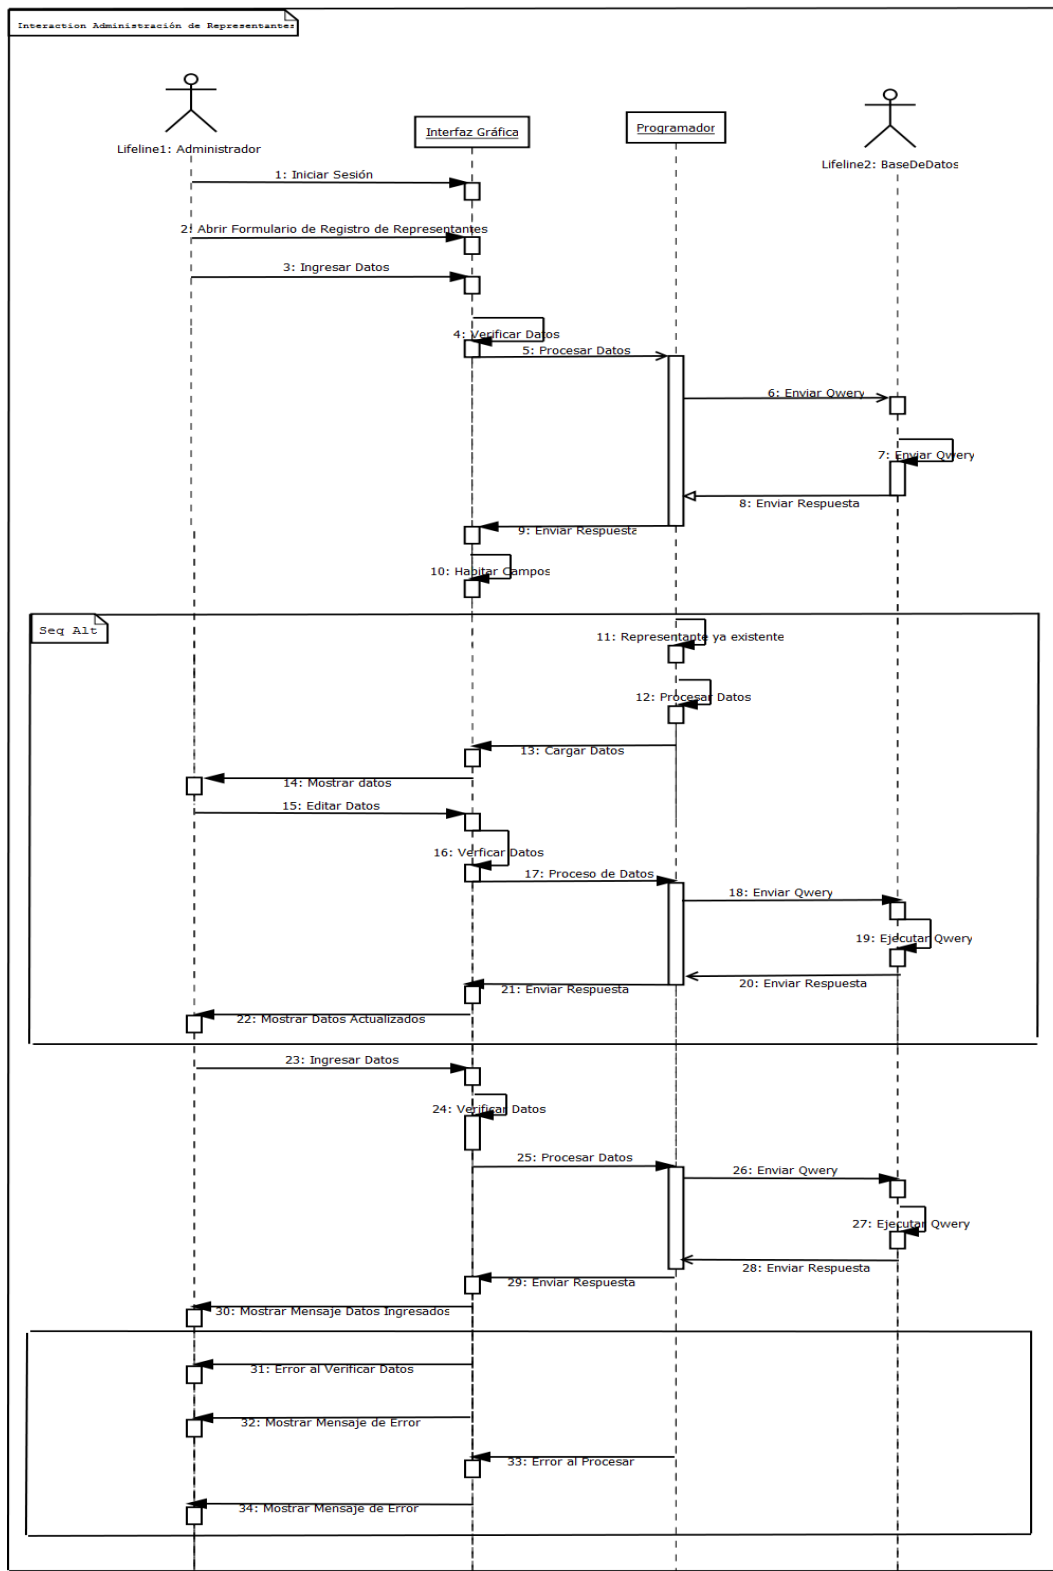 Interaction Administración de Representantes
Lifeline1: Administrador
Interfaz Gráfica
Programador
Lifeline2: BaseDeDatos
1: Iniciar Sesión
2: Abrir Formulario de Registro de Representantes
3: Ingresar Datos
4: Verificar Datos
5: Procesar Datos
6: Enviar Qwery
7: Enviar Qwery
8: Enviar Respuesta
9: Enviar Respuesta
10: Habitar Campos
Seq Alt
11: Representante ya existente
12: Procesar Datos
13: Cargar Datos
14: Mostrar datos
15: Editar Datos
16: Verficar Datos
17: Proceso de Datos
18: Enviar Qwery
19: Ejecutar Qwery
20: Enviar Respuesta
21: Enviar Respuesta
22: Mostrar Datos Actualizados
23: Ingresar Datos
24: Verificar Datos
25: Procesar Datos
26: Enviar Qwery
27: Ejecutar Qwery
28: Enviar Respuesta
29: Enviar Respuesta
30: Mostrar Mensaje Datos Ingresados
31: Error al Verificar Datos
32: Mostrar Mensaje de Error
33: Error al Procesar
34: Mostrar Mensaje de Error